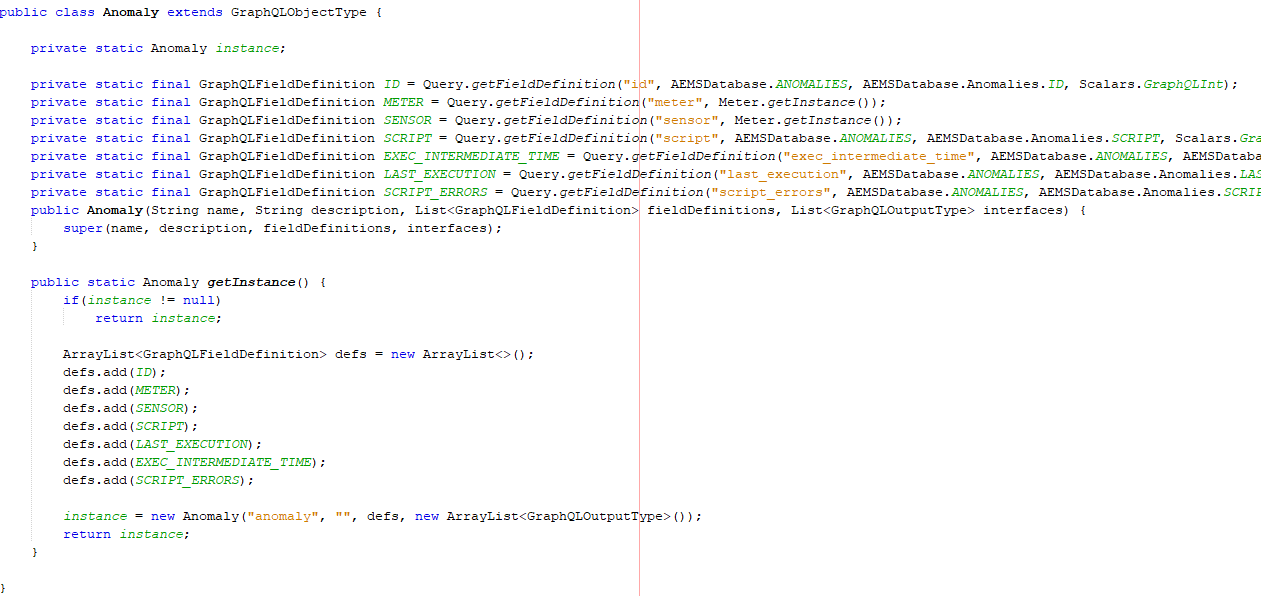 public class Anomaly extends GraphQLObjectType {
private static Anomaly instance;
private static final GraphQLFieldDefinition ID = Query.getFieldDefinition("id", AEMSDatabase.ANOMALIES, AEMSDatabase.Anomalies.ID, Scalars.GraphQLInt);
private static final GraphQLFieldDefinition METER = Query.getFieldDefinition("meter", Meter.getInstance());
private static final GraphQLFieldDefinition SENSOR = Query.getFieldDefinition("sensor", Meter.getInstance());
private static final GraphQLFieldDefinition SCRIPT = Query.getFieldDefinition("script", AEMSDatabase.ANOMALIES, AEMSDatabase.Anomalies.SCRIPT, Scalars.Gra
private static final GraphQLFieldDefinition EXEC_INTERMEDIATE_TIME = Query.getFieldDefinition("exec_intermediate_time", AEMSDatabase.ANOMALIES, AEMSDataba
private static final GraphQLFieldDefinition LAST_EXECUTION = Query.getFieldDefinition("last_execution", AEMSDatabase.ANOMALIES, AEMSDatabase.Anomalies.LAS
private static final GraphQLFieldDefinition SCRIPT_ERRORS = Query.getFieldDefinition("script_errors", AEMSDatabase.ANOMALIES, AEMSDatabase.Anomalies.SCRIP
public Anomaly(String name, String description, List<GraphQLFieldDefinition> fieldDefinitions, List<GraphQLOutputType> interfaces) {
super(name, description, fieldDefinitions, interfaces);
}
public static Anomaly getInstance() {
if(instance != null)
return instance;
ArrayList<GraphQLFieldDefinition> defs = new ArrayList<>();
defs.add(ID);
defs.add(METER);
defs.add(SENSOR);
defs.add(SCRIPT);
defs.add(LAST_EXECUTION);
defs.add(EXEC_INTERMEDIATE_TIME);
defs.add(SCRIPT_ERRORS);
instance = new Anomaly("anomaly", "", defs, new ArrayList<GraphQLOutputType>());
return instance;
}
}